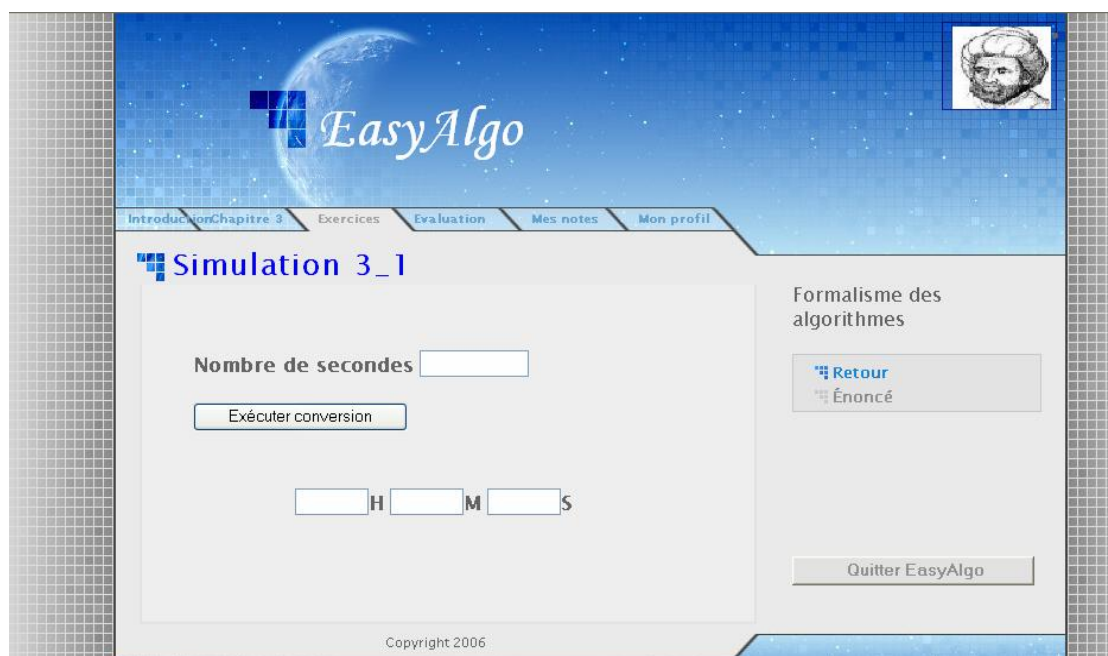 EasyAlgo
Introduction Chapitre 3 Exercices Evaluation Mes notes Mon profil
Simulation 3_1
Nombre de secondes
Exécuter conversion
H M S
Formalisme des
algorithmes
Retour
Énoncé
Quitter EasyAlgo
Copyright 2006